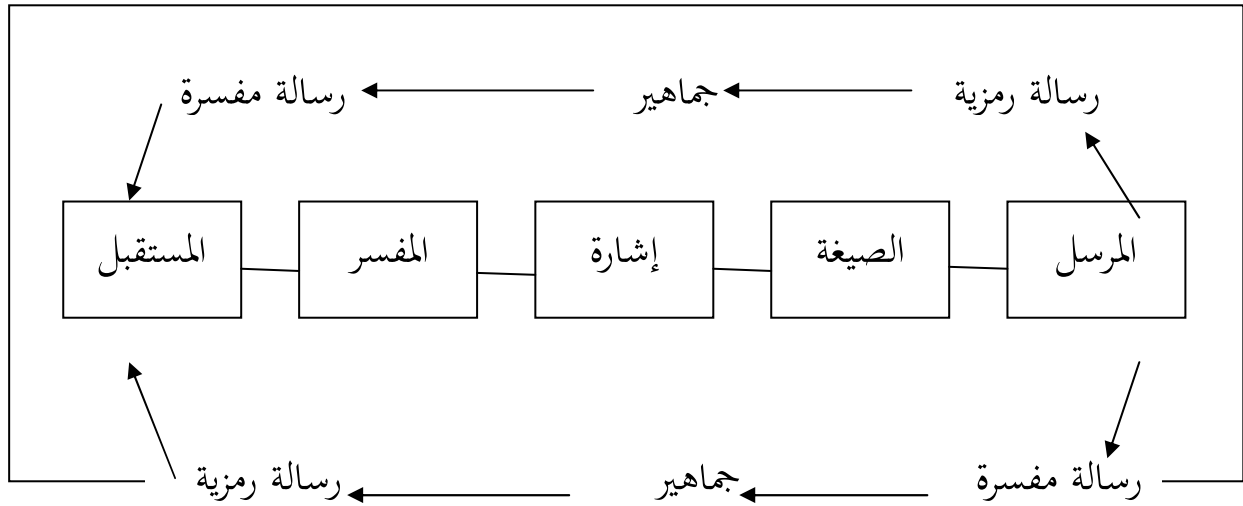 رسالة رمزية جماهير رسالة مفسرة
المرسل الصيغة إشارة المفسر المستقبل
رسالة مفسرة جماهير رسالة رمزية